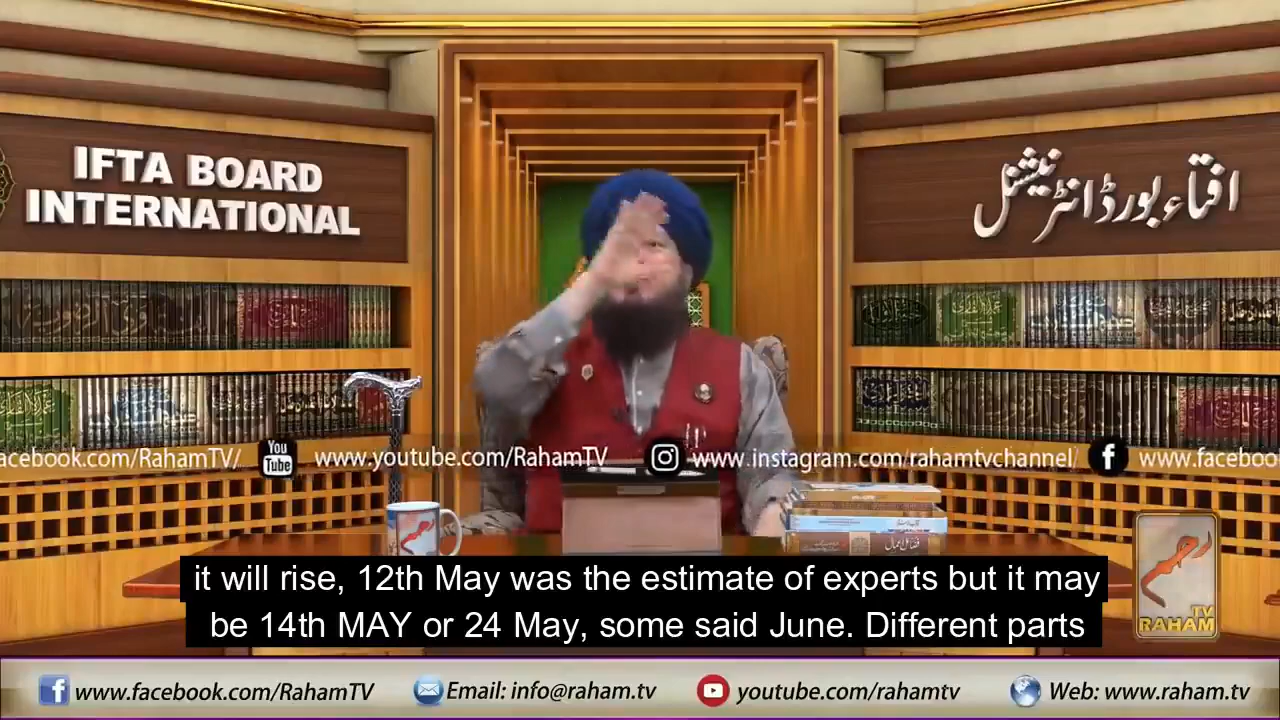 IFTA BOARD
INTERNATIONAL
افتاء بورڈ انٹرنیشنل
acebook.com/RahamTV/
You
Tube
www.youtube.com/RahamTV
www.instagram.com/rahamtvchannel/
f
www.faceboo
it will rise, 12th May was the estimate of experts but it may
be 14th MAY or 24 May, some said June. Different parts
TV
RAHAM
f
www.facebook.com/RahamTV
Email: info@raham.tv
youtube.com/rahamtv
Web: www.raham.tv